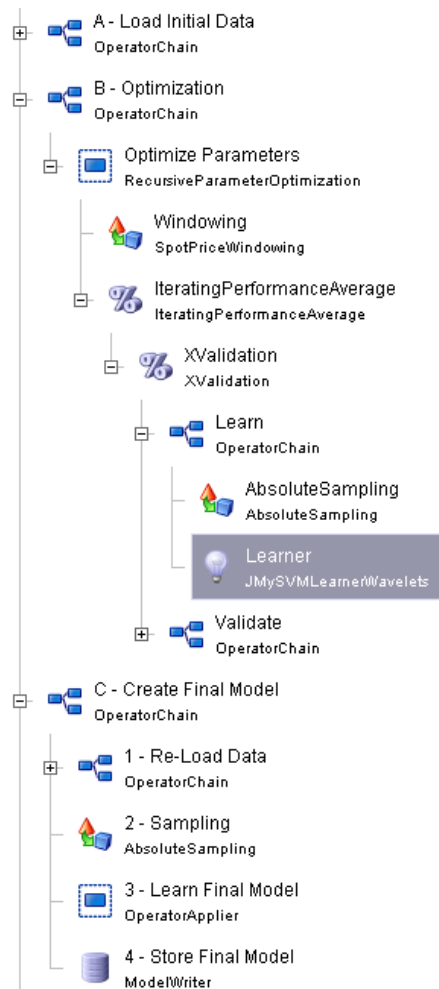 A - Load Initial Data
OperatorChain
B - Optimization
OperatorChain
Optimize Parameters
RecursiveParameterOptimization
Windowing
SpotPriceWindowing
IteratingPerformanceAverage
IteratingPerformanceAverage
XValidation
XValidation
Learn
OperatorChain
AbsoluteSampling
AbsoluteSampling
Learner
JMySVMLearnerWavelets
Validate
OperatorChain
C - Create Final Model
OperatorChain
1 - Re-Load Data
OperatorChain
2 - Sampling
AbsoluteSampling
3 - Learn Final Model
OperatorApplier
4 - Store Final Model
ModelWriter